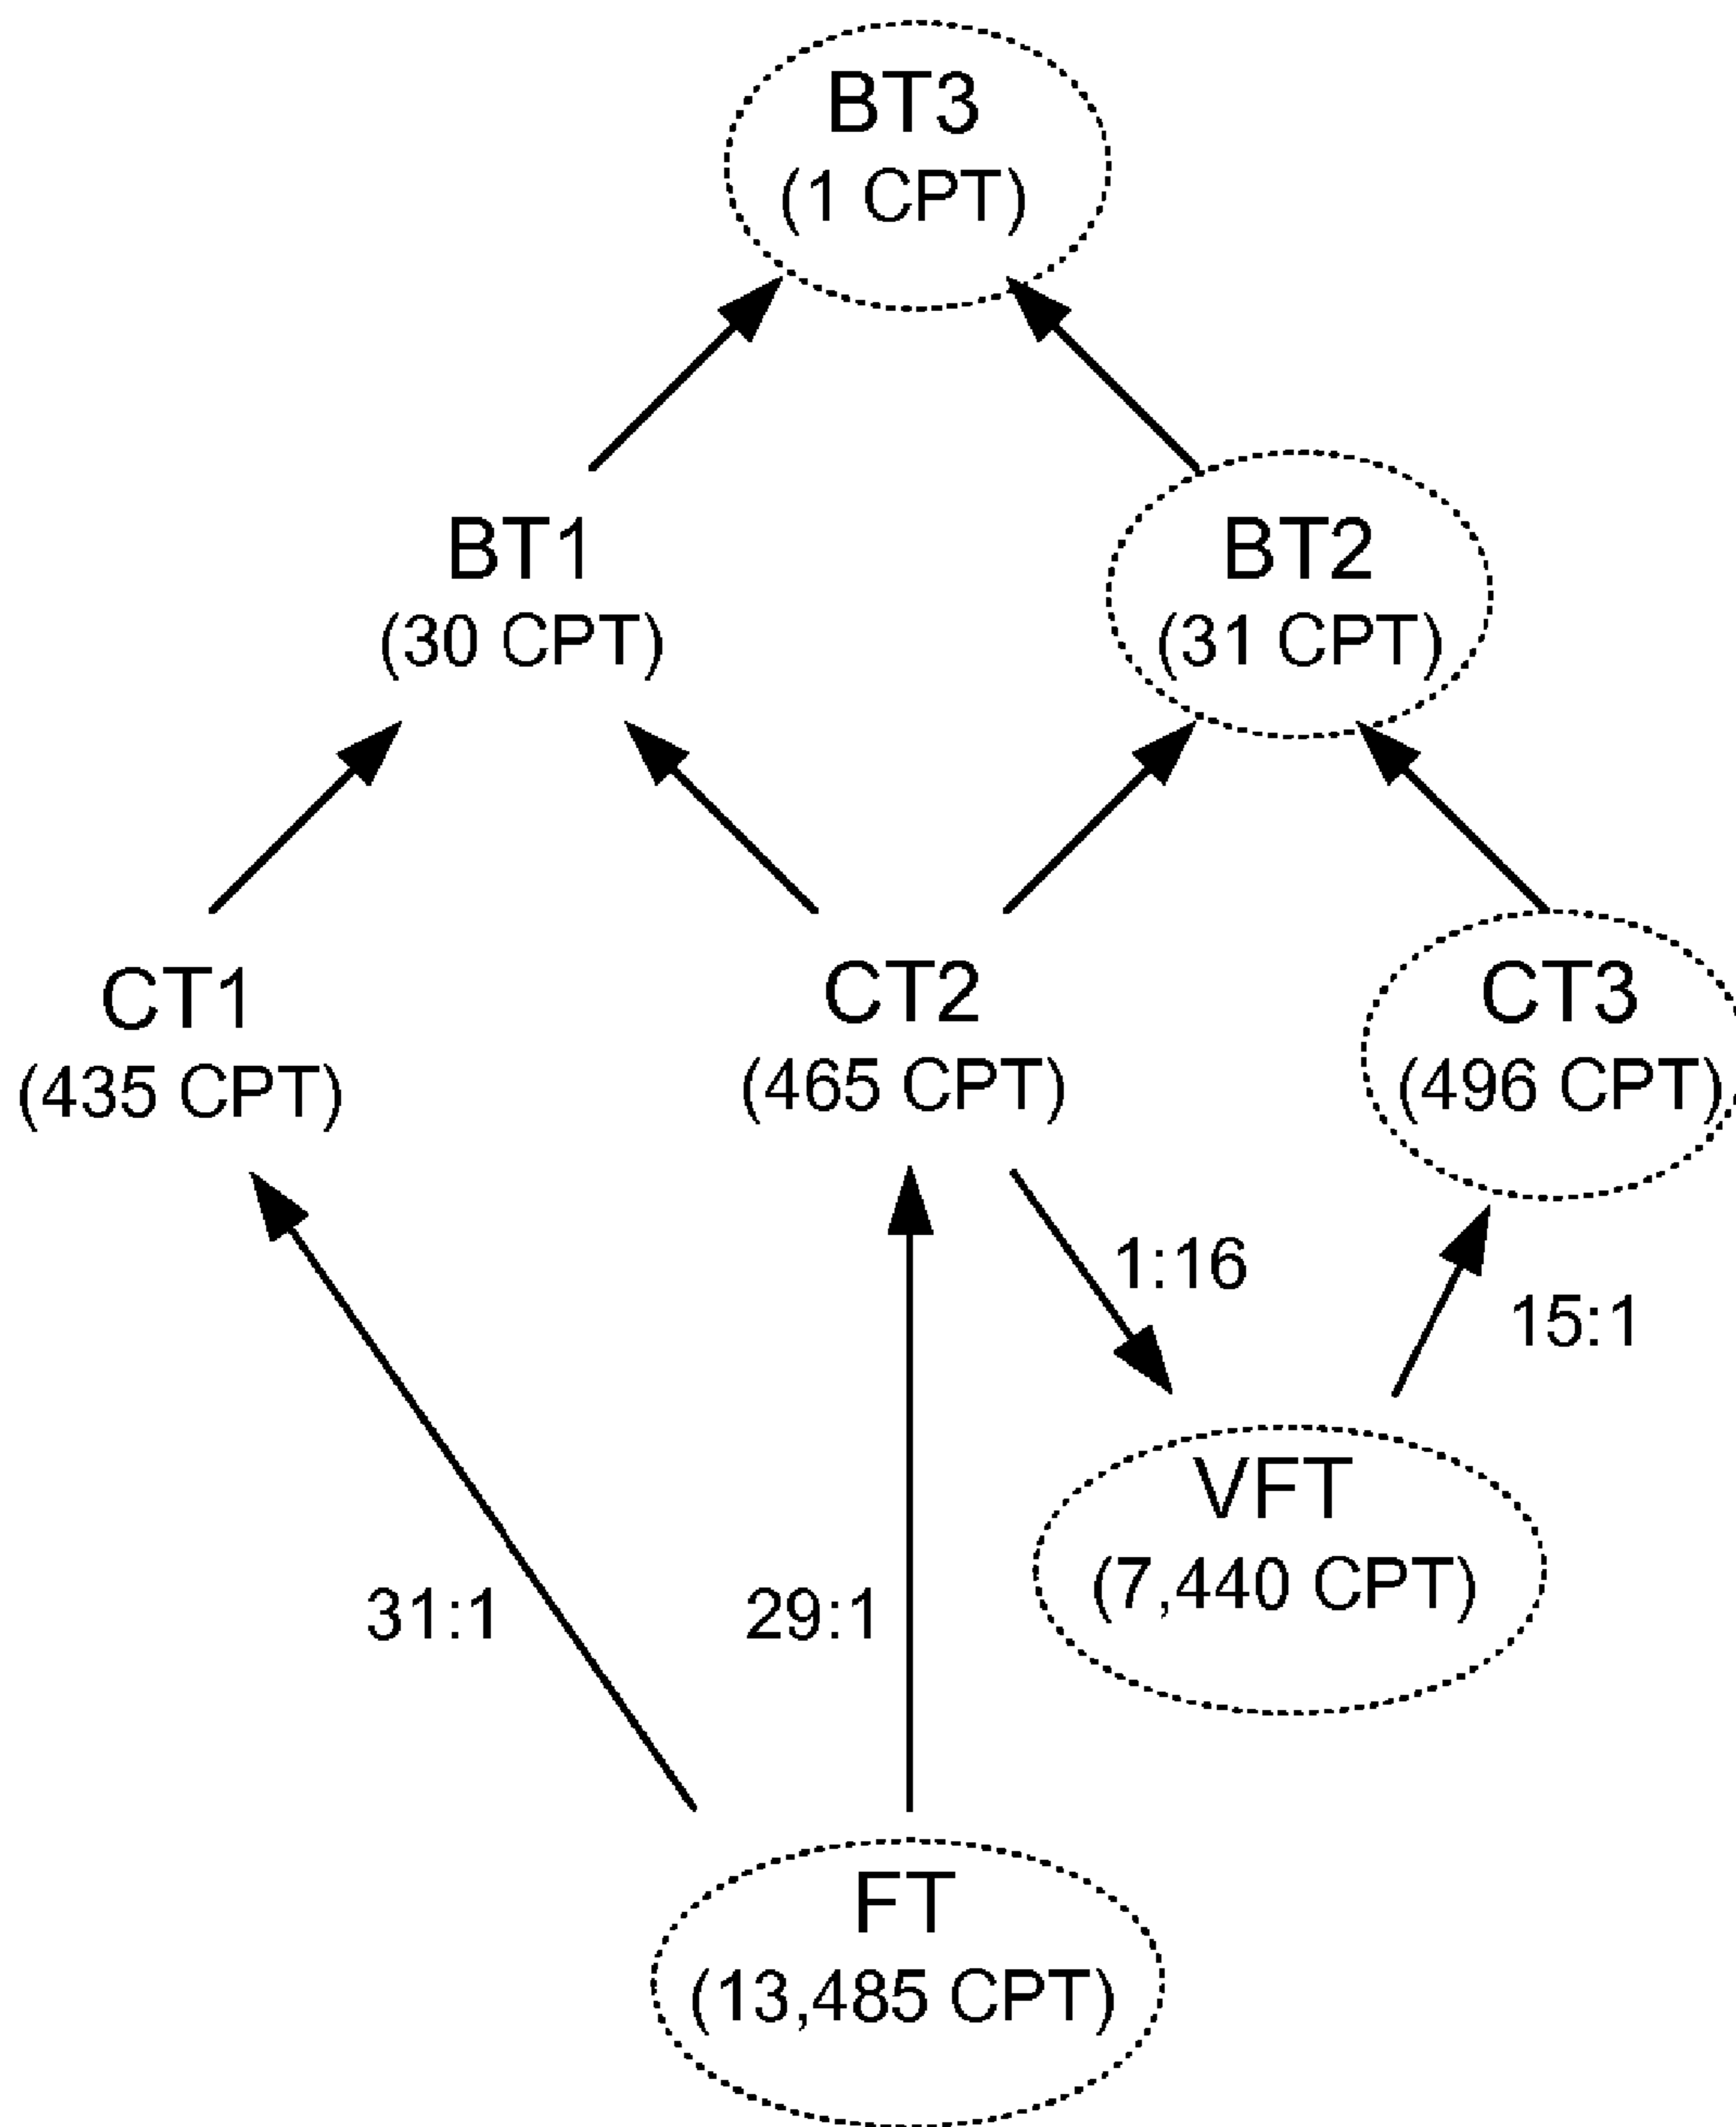 BT3
(1 CPT)
BT1
(30 CPT)
BT2
(31 CPT)
CT1
(435 CPT)
CT2
(465 CPT)
CT3
(496 CPT)
1:16
15:1
VFT
(7,440 CPT)
31:1
29:1
FT
(13,485 CPT)